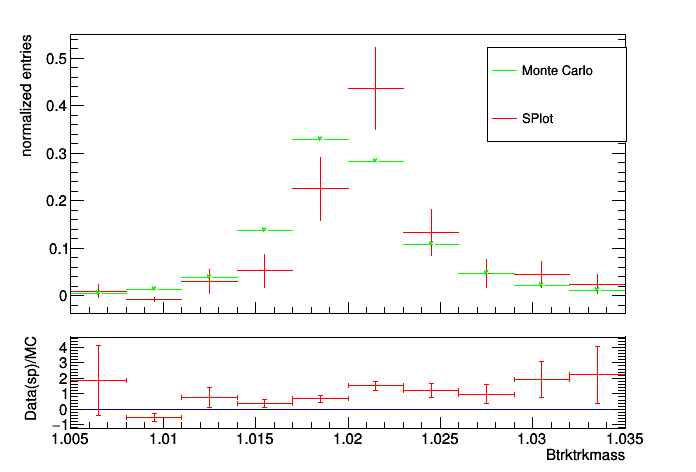 normalized entries
0.5
0.4
0.3
0.2
0.1
0
Monte Carlo
SPlot
Data(sp)/MC
4
3
2
1
0
−1
1.005 1.01 1.015 1.02 1.025 1.03 1.035
Btrktrkmass